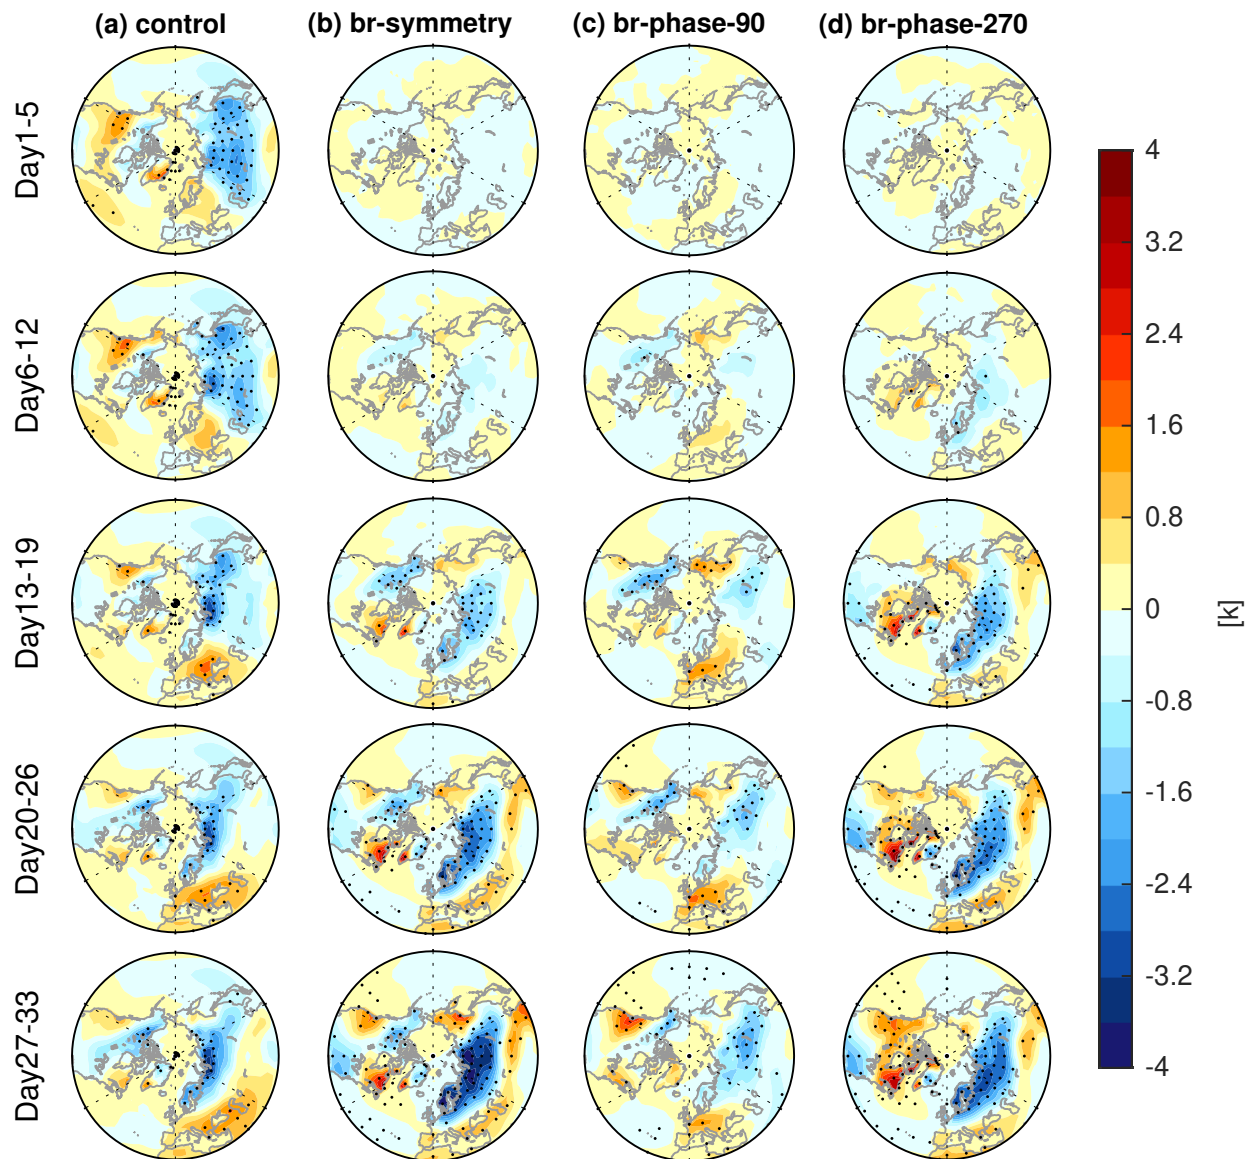 (a) control (b) br-symmetry (c) br-phase-90 (d) br-phase-270
Day1-5
Day6-12
Day13-19
Day20-26
Day27-33
4
3.2
2.4
1.6
0.8
0
-0.8
-1.6
-2.4
-3.2
-4
[k]